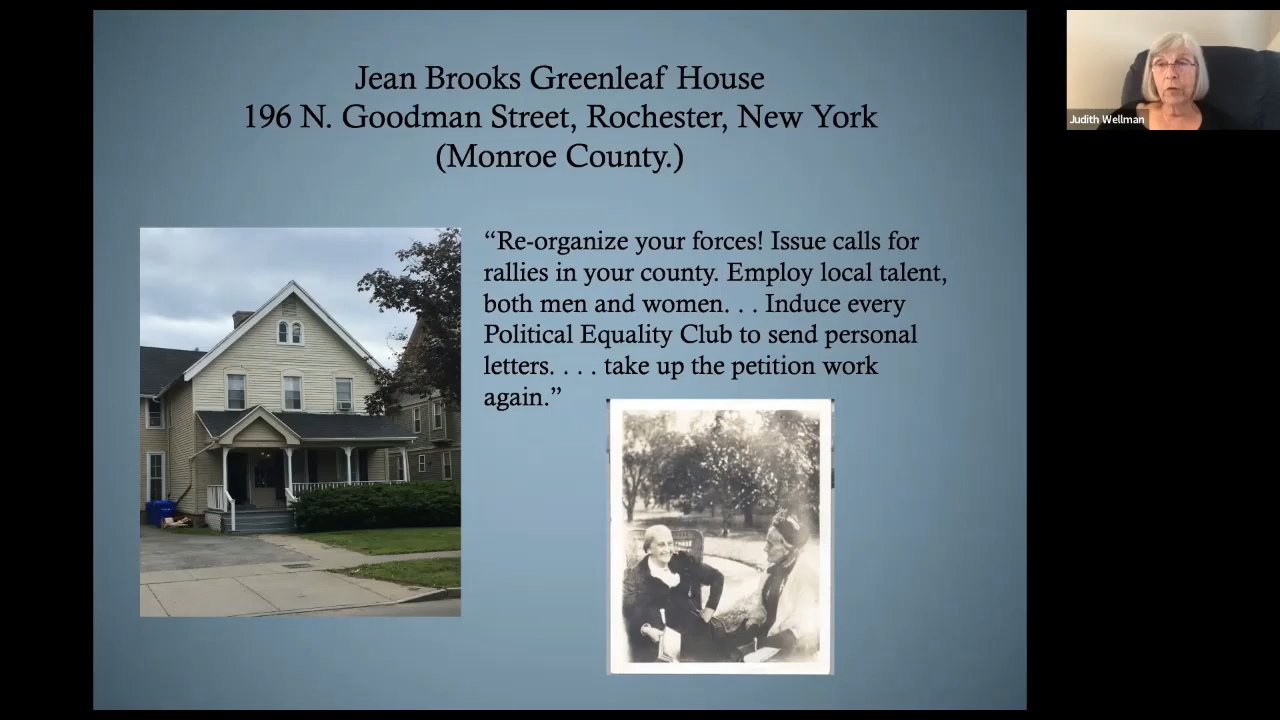 Jean Brooks Greenleaf House
196 N. Goodman Street, Rochester, New York
(Monroe County.)
“Re-organize your forces! Issue calls for
rallies in your county. Employ local talent,
both men and women. . . Induce every
Political Equality Club to send personal
letters. . . . take up the petition work
again.”
Judith Wellman